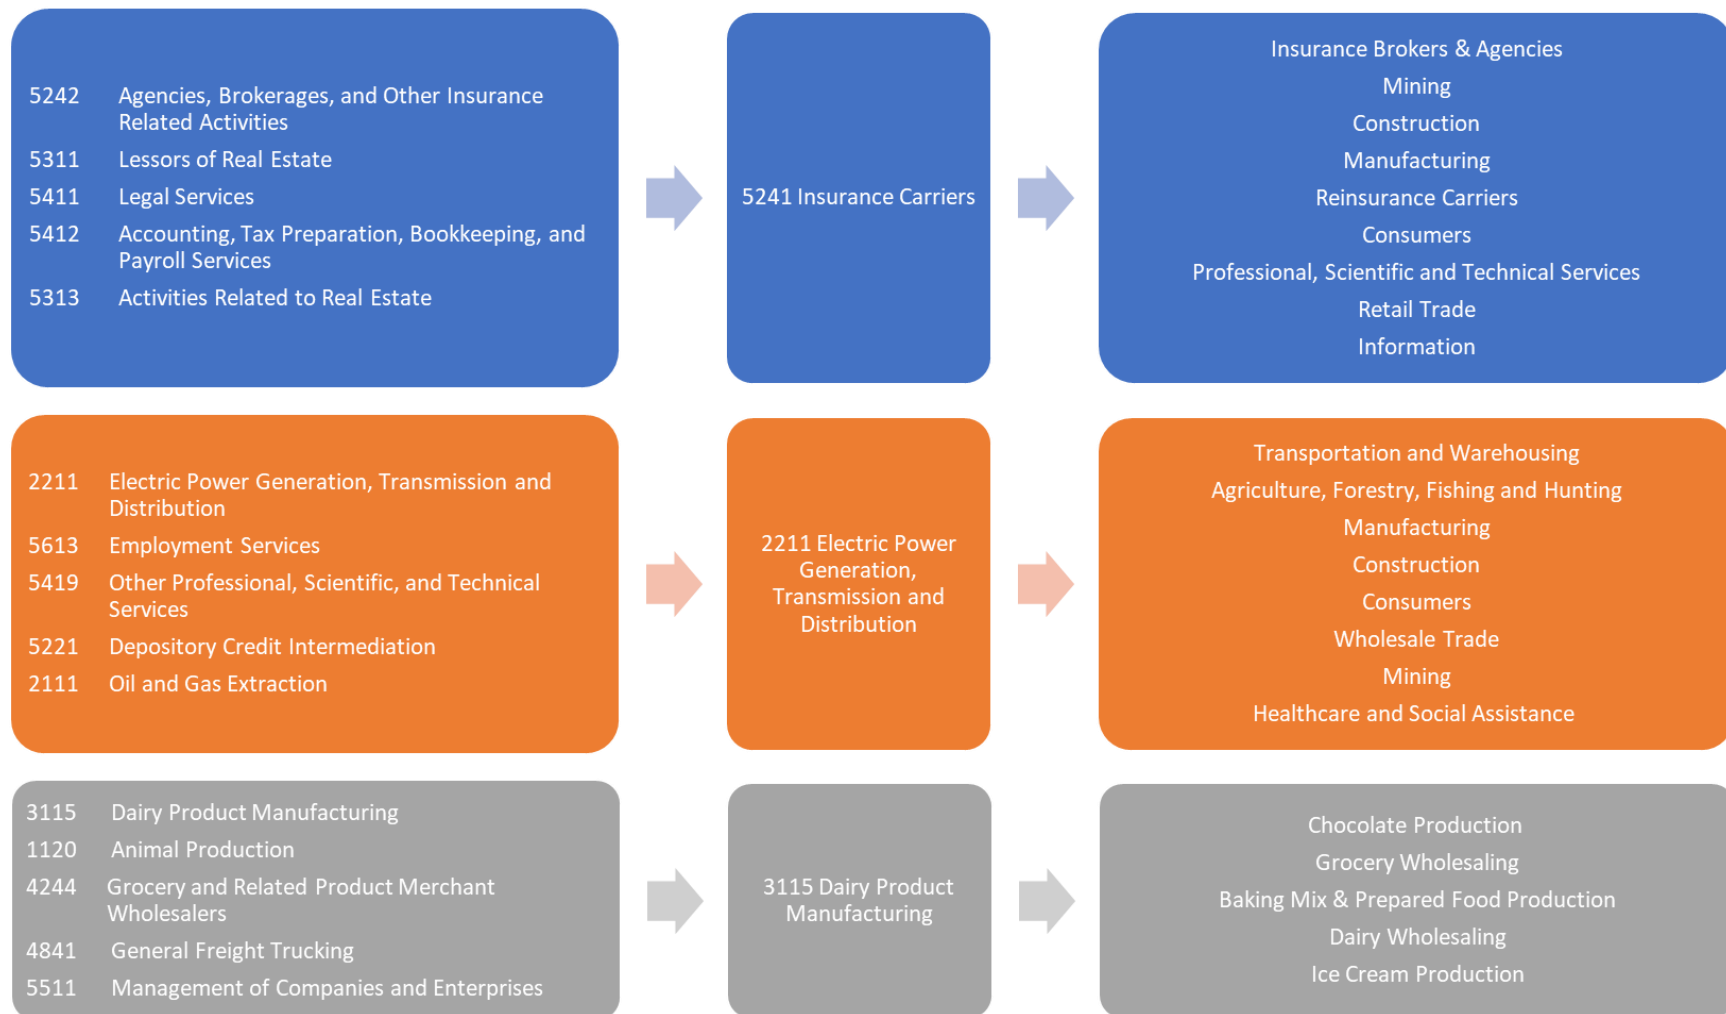 5242 Agencies, Brokerages, and Other Insurance
Related Activities
5311 Lessors of Real Estate
5411 Legal Services
5412 Accounting, Tax Preparation, Bookkeeping, and
Payroll Services
5313 Activities Related to Real Estate
5241 Insurance Carriers
Insurance Brokers & Agencies
Mining
Construction
Manufacturing
Reinsurance Carriers
Consumers
Professional, Scientific and Technical Services
Retail Trade
Information
2211 Electric Power Generation, Transmission and
Distribution
5613 Employment Services
5419 Other Professional, Scientific, and Technical
Services
5221 Depository Credit Intermediation
2111 Oil and Gas Extraction
2211 Electric Power
Generation,
Transmission and
Distribution
Transportation and Warehousing
Agriculture, Forestry, Fishing and Hunting
Manufacturing
Construction
Consumers
Wholesale Trade
Mining
Healthcare and Social Assistance
3115 Dairy Product Manufacturing
1120 Animal Production
4244 Grocery and Related Product Merchant
Wholesalers
4841 General Freight Trucking
5511 Management of Companies and Enterprises
3115 Dairy Product
Manufacturing
Chocolate Production
Grocery Wholesaling
Baking Mix & Prepared Food Production
Dairy Wholesaling
Ice Cream Production